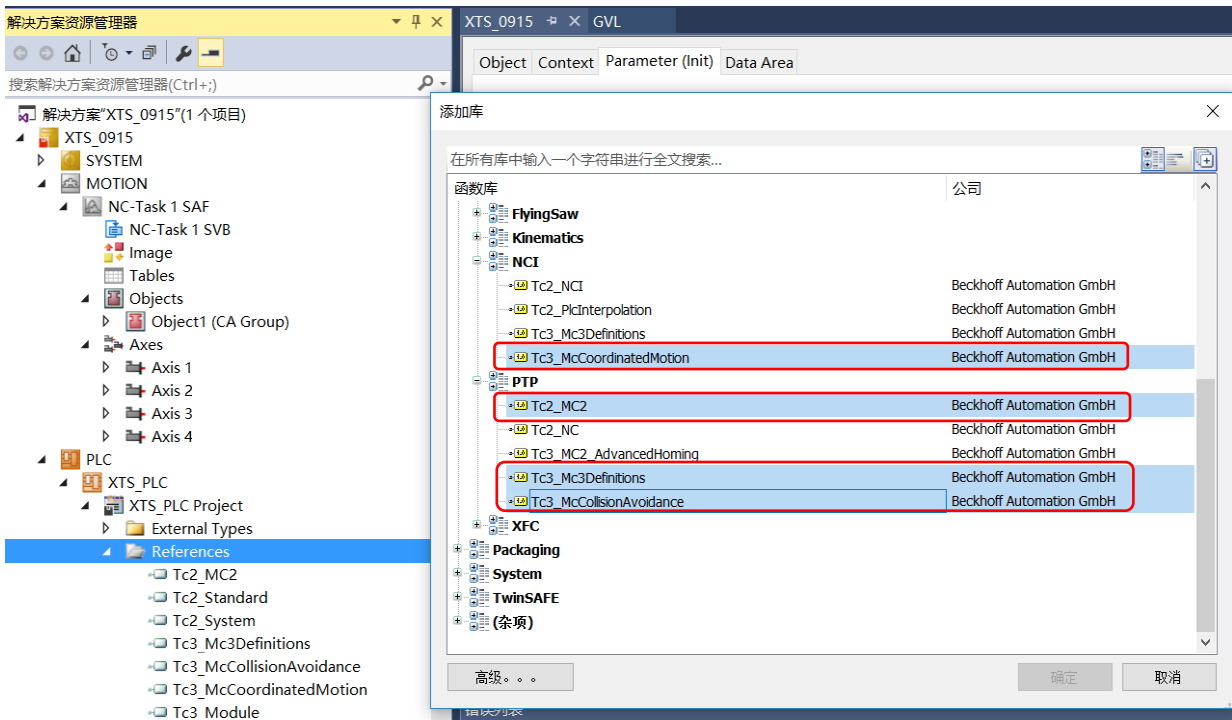 解决方案资源管理器
搜索解决方案资源管理器(Ctrl+;)
解决方案"XTS_0915"(1 个项目)
XTS_0915
SYSTEM
MOTION
NC-Task 1 SAF
NC-Task 1 SVB
Image
Tables
Objects
Object1 (CA Group)
Axes
Axis 1
Axis 2
Axis 3
Axis 4
PLC
XTS_PLC
XTS_PLC Project
External Types
References
Tc2_MC2
Tc2_Standard
Tc2_System
Tc3_Mc3Definitions
Tc3_McCollisionAvoidance
Tc3_McCoordinatedMotion
Tc3_Module
XTS_0915 GVL
Object Context Parameter (Init) Data Area
添加库
在所有库中输入一个字符串进行全文搜索...
函数库 公司
FlyingSaw
Kinematics
NCI
Tc2_NCI Beckhoff Automation GmbH
Tc2_PlcInterpolation Beckhoff Automation GmbH
Tc3_Mc3Definitions Beckhoff Automation GmbH
Tc3_McCoordinatedMotion Beckhoff Automation GmbH
PTP
Tc2_MC2 Beckhoff Automation GmbH
Tc2_NC Beckhoff Automation GmbH
Tc3_MC2_AdvancedHoming Beckhoff Automation GmbH
Tc3_Mc3Definitions Beckhoff Automation GmbH
Tc3_McCollisionAvoidance Beckhoff Automation GmbH
XFC
Packaging
System
TwinSAFE
(杂项)
高级。。。 确定 取消
错误列表